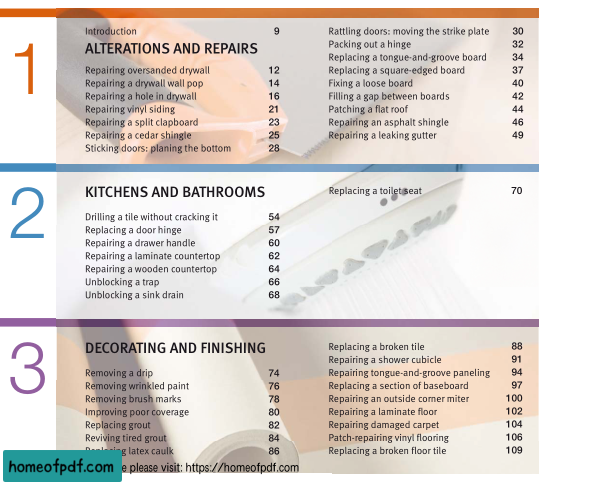 1
Introduction 9
ALTERATIONS AND REPAIRS
Repairing oversanded drywall 12
Repairing a drywall wall pop 14
Repairing a hole in drywall 16
Repairing vinyl siding 21
Repairing a split clapboard 23
Repairing a cedar shingle 25
Sticking doors: planing the bottom 28
Rattling doors: moving the strike plate 30
Packing out a hinge 32
Replacing a tongue-and-groove board 34
Replacing a square-edged board 37
Fixing a loose board 40
Filling a gap between boards 42
Patching a flat roof 44
Repairing an asphalt shingle 46
Repairing a leaking gutter 49
2
KITCHENS AND BATHROOMS
Drilling a tile without cracking it 54
Replacing a door hinge 57
Repairing a drawer handle 60
Repairing a laminate countertop 62
Repairing a wooden countertop 64
Unblocking a trap 66
Unblocking a sink drain 68
Replacing a toilet seat 70
3
DECORATING AND FINISHING
Removing a drip 74
Removing wrinkled paint 76
Removing brush marks 78
Improving poor coverage 80
Replacing grout 82
Reviving tired grout 84
latex caulk 86
Replacing a broken tile 88
Repairing a shower cubicle 91
Repairing tongue-and-groove paneling 94
Replacing a section of baseboard 97
Repairing an outside corner miter 100
Repairing a laminate floor 102
Repairing damaged carpet 104
Patch-repairing vinyl flooring 106
Replacing a broken floor tile 109
homeofpdf.com
e please visit: https://homeofpdf.com